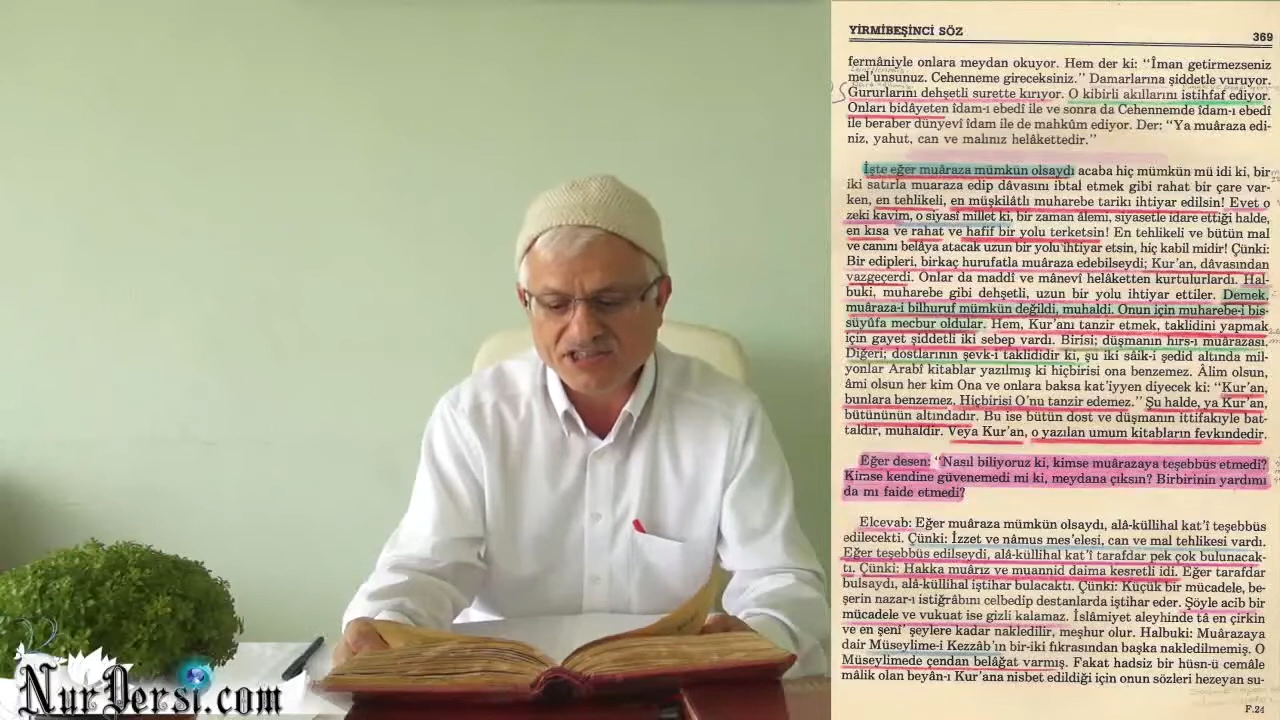 YİRMİBEŞİNCİ SÖZ
369
fermâniyle onlara meydan okuyor. Hem der ki: “Îman getirmezseniz
mel'unsunuz. Cehenneme gireceksiniz.” Damarlarına şiddetle vuruyor.
Gururlarını dehşetli surette kırıyor. O kibirli akıllarını istihfaf ediyor.
Onları bidâyeten îdam-ı ebedî ile ve sonra da Cehennemde îdam-ı ebedî
ile beraber dünyevî îdam ile de mahkûm ediyor. Der: “Ya muâraza edi-
niz, yahut, can ve malınız helâkettedir.”
İşte eğer muâraza mümkün olsaydı acaba hiç mümkün mü idi ki, bir
iki satırla muaraza edip dâvasını ibtal etmek gibi rahat bir çare var-
ken, en tehlikeli, en müşkilâtlı muharebe tarikı ihtiyar edilsin! Evet o
zeki kavim, o siyasî millet ki, bir zaman âlemi, siyasetle idare ettiği halde,
en kısa ve rahat ve hafif bir yolu terketsin! En tehlikeli ve bütün mal
ve canını belâya atacak uzun bir yolu ihtiyar etsin, hiç kabil midir! Çünki:
Bir edipleri, birkaç hurufatla muâraza edebilseydi; Kur'an, dâvasından
vazgeçerdi. Onlar da maddî ve mânevî helâketten kurtulurlardı. Hal
buki, muharebe gibi dehşetli, uzun bir yolu ihtiyar ettiler. Demek,
muâraza-i bilhuruf mümkün değildi, muhaldi. Onun için muharebe-i bis-
süyûfa mecbur oldular. Hem, Kur'anı tanzir etmek, taklidini yapmak
için gayet şiddetli iki sebep vardı. Birisi; düşmanın hırs-ı muârazası.
Diğeri; dostlarının şevk-i taklididir ki, şu iki sâik-i şedid altında mil-
yonlar Arabî kitablar yazılmış ki hiçbirisi ona benzemez. Âlim olsun,
âmi olsun her kim Ona ve onlara baksa kat'iyyen diyecek ki: “Kur'an,
bunlara benzemez, Hiçbirisi O'nu tanzir edemez.” Şu halde, ya Kur'an,
bütününün altındadır. Bu ise bütün dost ve düşmanın ittifakıyle bat-
taldır, muhaldir. Veya Kur'an, o yazılan umum kitabların fevkındedir.
Eğer desen: “Nasıl biliyoruz ki, kimse muârazaya teşebbüs etmedi?
Kimse kendine güvenemedi mi ki, meydana çıksın? Birbirinin yardımı
da mı faide etmedi?
Elcevab: Eğer muâraza mümkün olsaydı, alâ-küllihal kat'î teşebbüs
edilecekti. Çünki: İzzet ve nâmus mes'elesi, can ve mal tehlikesi vardı.
Eğer teşebbüs edilseydi, alâ-küllihal kat'î tarafdar pek çok bulunacak-
tı. Çünki: Hakka muârız ve muannid daima kesretli idi. Eğer tarafdar
bulsaydı, alâ-küllihal iştihar bulacaktı. Çünki: Küçük bir mücadele, be-
şerin nazar-ı istiğrâbını celbedip destanlarda iştihar eder. Şöyle acib bir
mücadele ve vukuat ise gizli kalamaz. İslâmiyet aleyhinde tâ en çirkin
ve en şenî' şeylere kadar nakledilir, meşhur olur. Halbuki: Muârazaya
dair Müseylime-i Kezzâb'ın bir-iki fıkrasından başka nakledilmemiş. O
Müseylimede çendan belâğat varmış. Fakat hadsiz bir hüsn-ü cemâle
mâlik olan beyân-ı Kur'ana nisbet edildiği için onun sözleri hezeyan su-
F.24
NurDersi.com